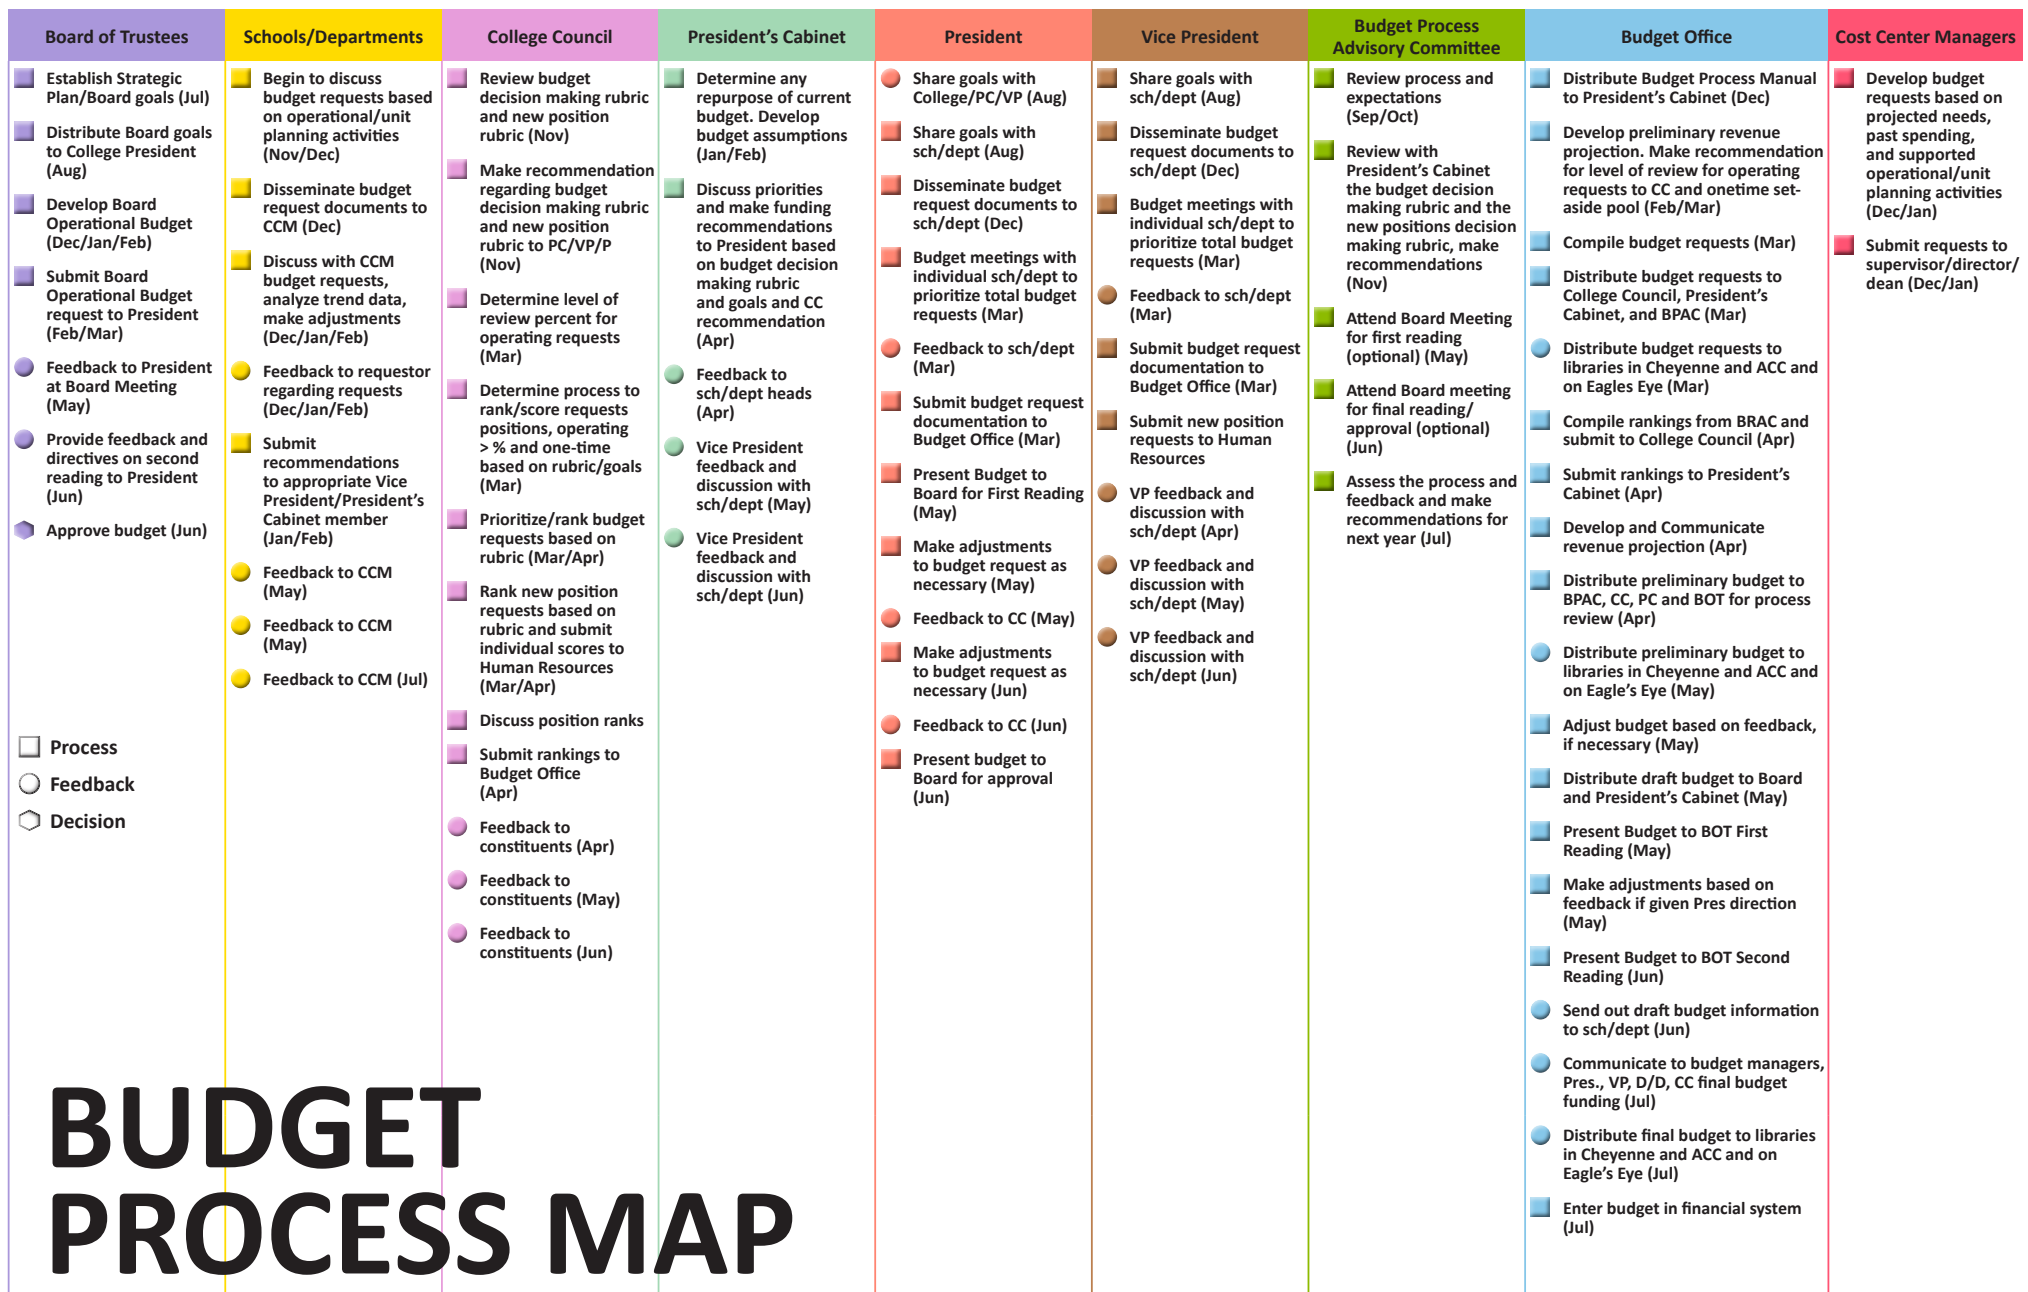 Board of Trustees
Establish Strategic
Plan/Board goals (Jul)
Distribute Board goals
to College President
(Aug)
Develop Board
Operational Budget
(Dec/Jan/Feb)
Submit Board
Operational Budget
request to President
(Feb/Mar)
Feedback to President
at Board Meeting
(May)
Provide feedback and
directives on second
reading to President
(Jun)
Approve budget (Jun)
Process
Feedback
Decision
Schools/Departments
Begin to discuss
budget requests based
on operational/unit
planning activities
(Nov/Dec)
Disseminate budget
request documents to
CCM (Dec)
Discuss with CCM
budget requests,
analyze trend data,
make adjustments
(Dec/Jan/Feb)
Feedback to requestor
regarding requests
(Dec/Jan/Feb)
Submit
recommendations
to appropriate Vice
President/President’s
Cabinet member
(Jan/Feb)
Feedback to CCM
(May)
Feedback to CCM
(May)
Feedback to CCM (Jul)
College Council
Review budget
decision making rubric
and new position
rubric (Nov)
Make recommendation
regarding budget
decision making rubric
and new position
rubric to PC/VP/P
(Nov)
Determine level of
review percent for
operating requests
(Mar)
Determine process to
rank/score requests
positions, operating
> % and one-time
based on rubric/goals
(Mar)
Prioritize/rank budget
requests based on
rubric (Mar/Apr)
Rank new position
requests based on
rubric and submit
individual scores to
Human Resources
(Mar/Apr)
Discuss position ranks
Submit rankings to
Budget Office
(Apr)
Feedback to
constituents (Apr)
Feedback to
constituents (May)
Feedback to
constituents (Jun)
President’s Cabinet
Determine any
repurpose of current
budget. Develop
budget assumptions
(Jan/Feb)
Discuss priorities
and make funding
recommendations
to President based
on budget decision
making rubric
and goals and CC
recommendation
(Apr)
Feedback to
sch/dept heads
(Apr)
Vice President
feedback and
discussion with
sch/dept (May)
Vice President
feedback and
discussion with
sch/dept (Jun)
President
Share goals with
College/PC/VP (Aug)
Share goals with
sch/dept (Aug)
Disseminate budget
request documents to
sch/dept (Dec)
Budget meetings with
individual sch/dept to
prioritize total budget
requests (Mar)
Feedback to sch/dept
(Mar)
Submit budget request
documentation to
Budget Office (Mar)
Present Budget to
Board for First Reading
(May)
Make adjustments
to budget request as
necessary (May)
Feedback to CC (May)
Make adjustments
to budget request as
necessary (Jun)
Feedback to CC (Jun)
Present budget to
Board for approval
(Jun)
Vice President
Share goals with
sch/dept (Aug)
Disseminate budget
request documents to
sch/dept (Dec)
Budget meetings with
individual sch/dept to
prioritize total budget
requests (Mar)
Feedback to sch/dept
(Mar)
Submit budget request
documentation to
Budget Office (Mar)
Submit new position
requests to Human
Resources
VP feedback and
discussion with
sch/dept (Apr)
VP feedback and
discussion with
sch/dept (May)
VP feedback and
discussion with
sch/dept (Jun)
Budget Process
Advisory Committee
Review process and
expectations
(Sep/Oct)
Review with
President’s Cabinet
the budget decision
making rubric and the
new positions decision
making rubric, make
recommendations
(Nov)
Attend Board Meeting
for first reading
(optional) (May)
Attend Board meeting
for final reading/
approval (optional)
(Jun)
Assess the process and
feedback and make
recommendations for
next year (Jul)
Budget Office
Distribute Budget Process Manual
to President’s Cabinet (Dec)
Develop preliminary revenue
projection. Make recommendation
for level of review for operating
requests to CC and onetime set-
aside pool (Feb/Mar)
Compile budget requests (Mar)
Distribute budget requests to
College Council, President’s
Cabinet, and BPAC (Mar)
Distribute budget requests to
libraries in Cheyenne and ACC and
on Eagles Eye (Mar)
Compile rankings from BRAC and
submit to College Council (Apr)
Submit rankings to President’s
Cabinet (Apr)
Develop and Communicate
revenue projection (Apr)
Distribute preliminary budget to
BPAC, CC, PC and BOT for process
review (Apr)
Distribute preliminary budget to
libraries in Cheyenne and ACC and
on Eagle’s Eye (May)
Adjust budget based on feedback,
if necessary (May)
Distribute draft budget to Board
and President’s Cabinet (May)
Present Budget to BOT First
Reading (May)
Make adjustments based on
feedback if given Pres direction
(May)
Present Budget to BOT Second
Reading (Jun)
Send out draft budget information
to sch/dept (Jun)
Communicate to budget managers,
Pres., VP, D/D, CC final budget
funding (Jul)
Distribute final budget to libraries
in Cheyenne and ACC and on
Eagle’s Eye (Jul)
Enter budget in financial system
(Jul)
Cost Center Managers
Develop budget
requests based on
projected needs,
past spending,
and supported
operational/unit
planning activities
(Dec/Jan)
Submit requests to
supervisor/director/
dean (Dec/Jan)
BUDGET
PROCESS MAP